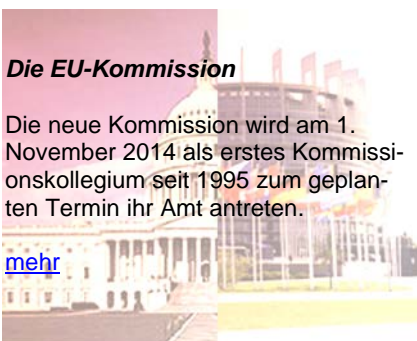 Die EU-Kommission
Die neue Kommission wird am 1.
November 2014 als erstes Kommissi-
onskollegium seit 1995 zum geplan-
ten Termin ihr Amt antreten.
mehr